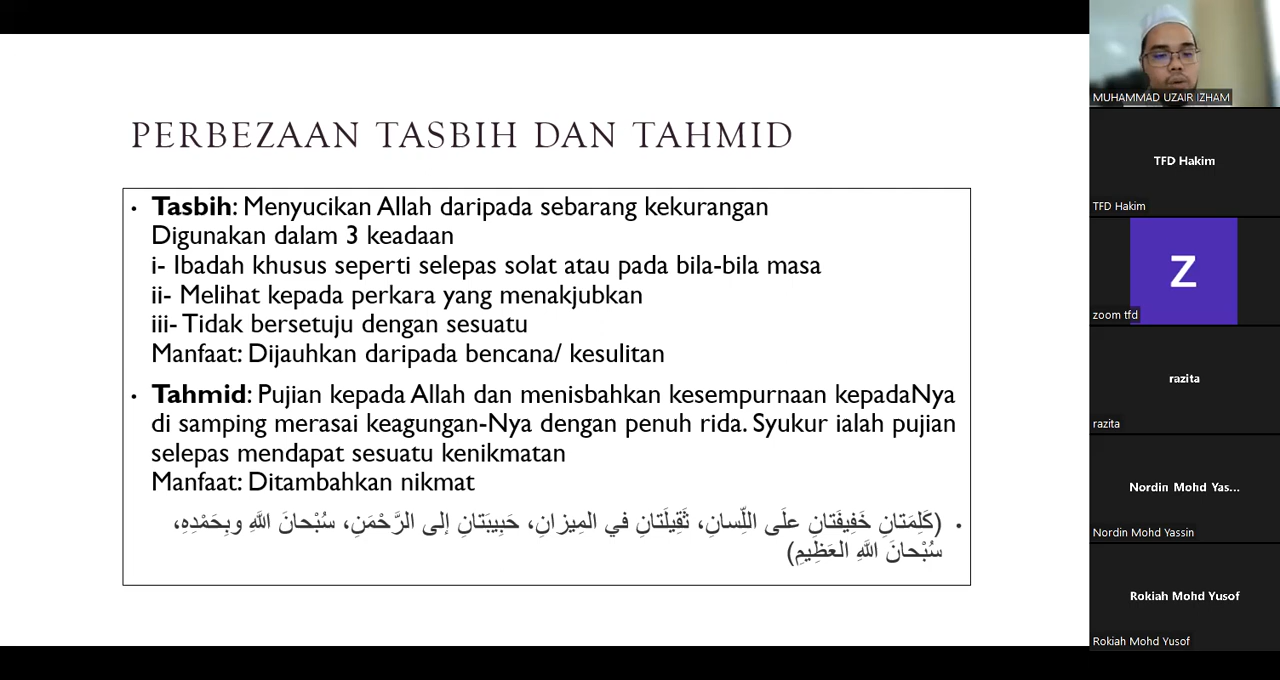 PERBEZAAN TASBIH DAN TAHMID
• Tasbih: Menyucikan Allah daripada sebarang kekurangan
Digunakan dalam 3 keadaan
i- Ibadah khusus seperti selepas solat atau pada bila-bila masa
ii- Melihat kepada perkara yang menakjubkan
iii- Tidak bersetuju dengan sesuatu
Manfaat: Dijauhkan daripada bencana/ kesulitan
• Tahmid: Pujian kepada Allah dan menisbahkan kesempurnaan kepadaNya
di samping merasai keagungan-Nya dengan penuh rida. Syukur ialah pujian
selepas mendapat sesuatu kenikmatan
Manfaat: Ditambahkan nikmat
• (كَلِمَتانِ خَفِيفَتانِ علَى اللِّسانِ، ثَقِيلَتانِ في المِيزانِ، حَبِيبَتانِ إلى الرَّحْمَنِ، سُبْحانَ اللَّهِ وبِحَمْدِهِ،
سُبْحانَ اللَّهِ العَظِيمِ)
MUHAMMAD UZAIR IZHAM
TFD Hakim
TFD Hakim
Z
zoom tfd
razita
razita
Nordin Mohd Yas...
Nordin Mohd Yassin
Rokiah Mohd Yusof
Rokiah Mohd Yusof